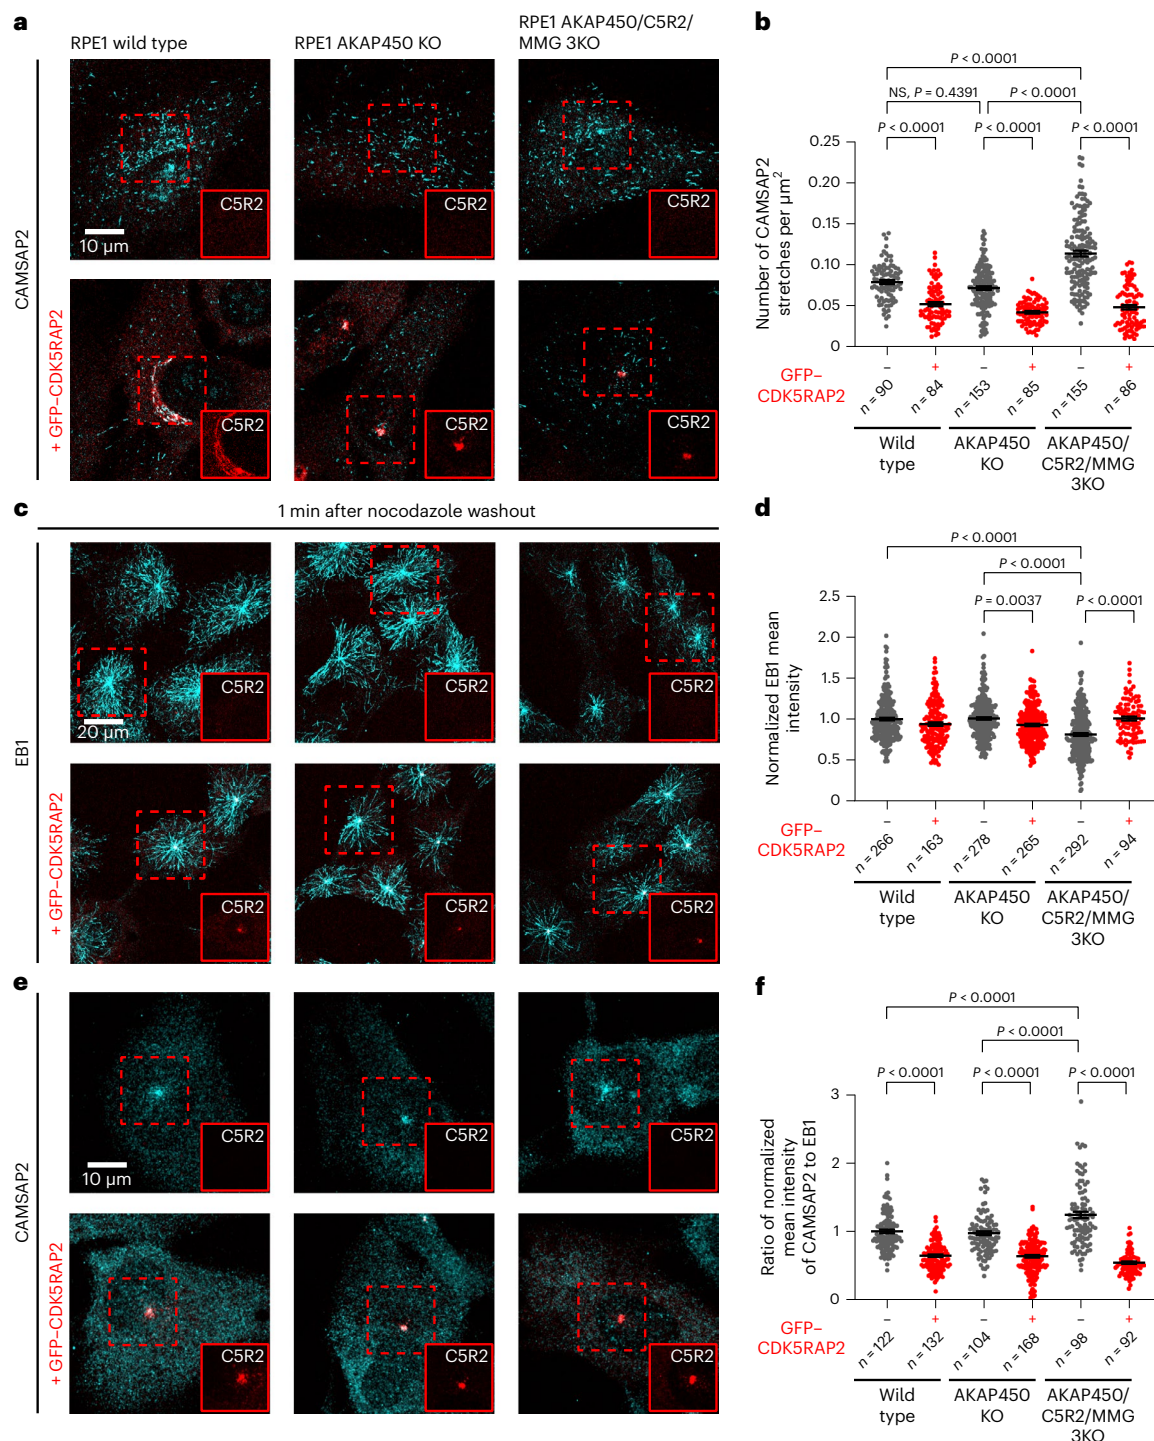 a
RPE1 wild type
RPE1 AKAP450 KO
RPE1 AKAP450/C5R2/
MMG 3KO
CAMSAP2
+ GFP–CDK5RAP2
C5R2
10 µm
C5R2
C5R2
C5R2
C5R2
C5R2
b
P < 0.0001
NS, P = 0.4391
P < 0.0001
P < 0.0001
P < 0.0001
P < 0.0001
Number of CAMSAP2
stretches per µm2
0.25
0.20
0.15
0.10
0.05
0
GFP–
CDK5RAP2
– + – + – +
n = 90
n = 84
n = 153
n = 85
n = 155
n = 86
Wild
type
AKAP450
KO
AKAP450/
C5R2/MMG
3KO
c
1 min after nocodazole washout
EB1
+ GFP–CDK5RAP2
C5R2
20 µm
C5R2
C5R2
C5R2
C5R2
C5R2
d
P < 0.0001
P < 0.0001
P = 0.0037
P < 0.0001
Normalized EB1 mean
intensity
2.5
2.0
1.5
1.0
0.5
0
GFP–
CDK5RAP2
– + – + – +
n = 266
n = 163
n = 278
n = 265
n = 292
n = 94
Wild
type
AKAP450
KO
AKAP450/
C5R2/MMG
3KO
e
CAMSAP2
+ GFP–CDK5RAP2
C5R2
10 µm
C5R2
C5R2
C5R2
C5R2
C5R2
f
P < 0.0001
P < 0.0001
P < 0.0001
P < 0.0001
P < 0.0001
Ratio of normalized
mean intensity
of CAMSAP2 to EB1
3
2
1
0
GFP–
CDK5RAP2
– + – + – +
n = 122
n = 132
n = 104
n = 168
n = 98
n = 92
Wild
type
AKAP450
KO
AKAP450/
C5R2/MMG
3KO